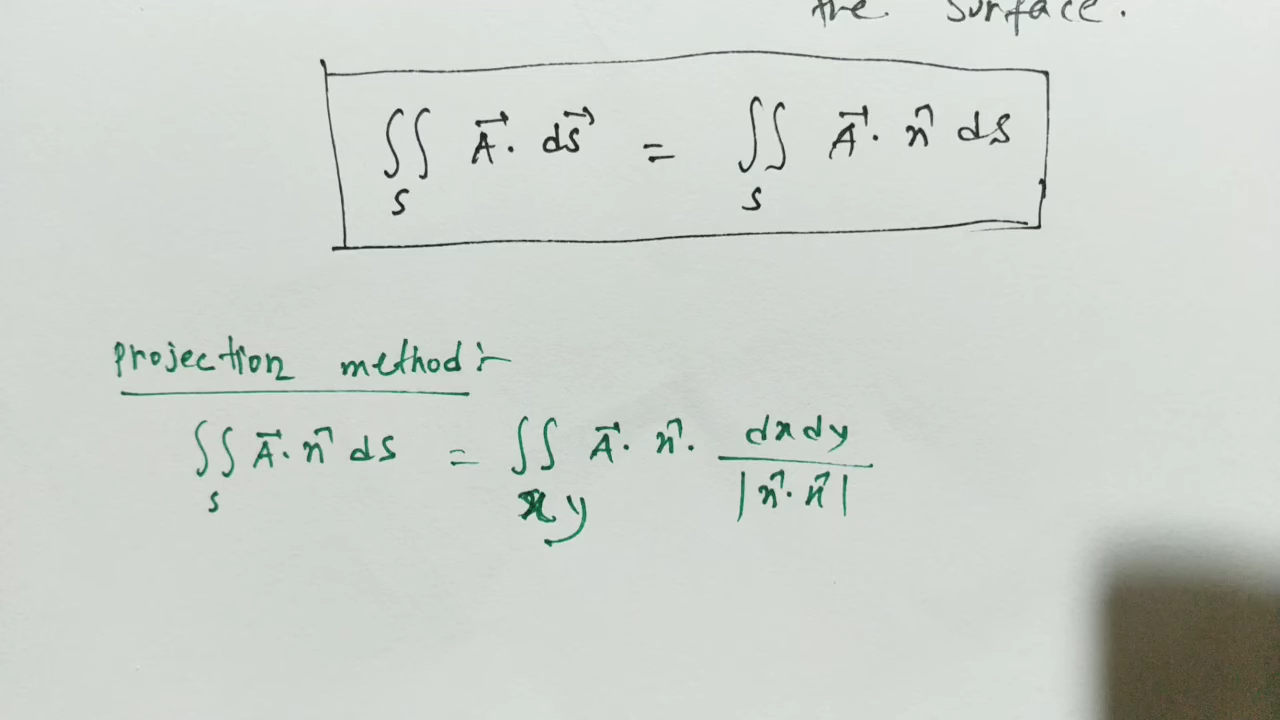 the surface.
∬_S A⃗ · ds⃗ = ∬_S A⃗ · n̂ ds
Projection method :-
∬_S A⃗ · n̂ ds = ∬_xy A⃗ · n̂ · dxdy / |n̂ · n̂|